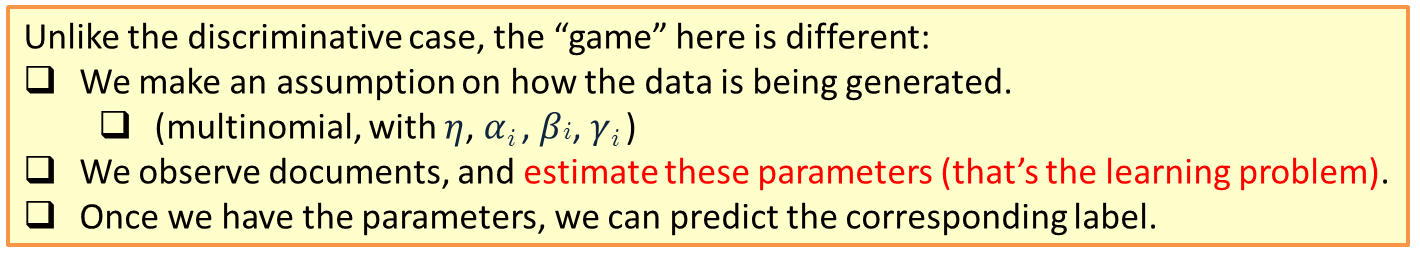 Unlike the discriminative case, the “game” here is different:
❑ We make an assumption on how the data is being generated.
❑ (multinomial, with η, αᵢ, βᵢ, γᵢ)
❑ We observe documents, and estimate these parameters (that’s the learning problem).
❑ Once we have the parameters, we can predict the corresponding label.